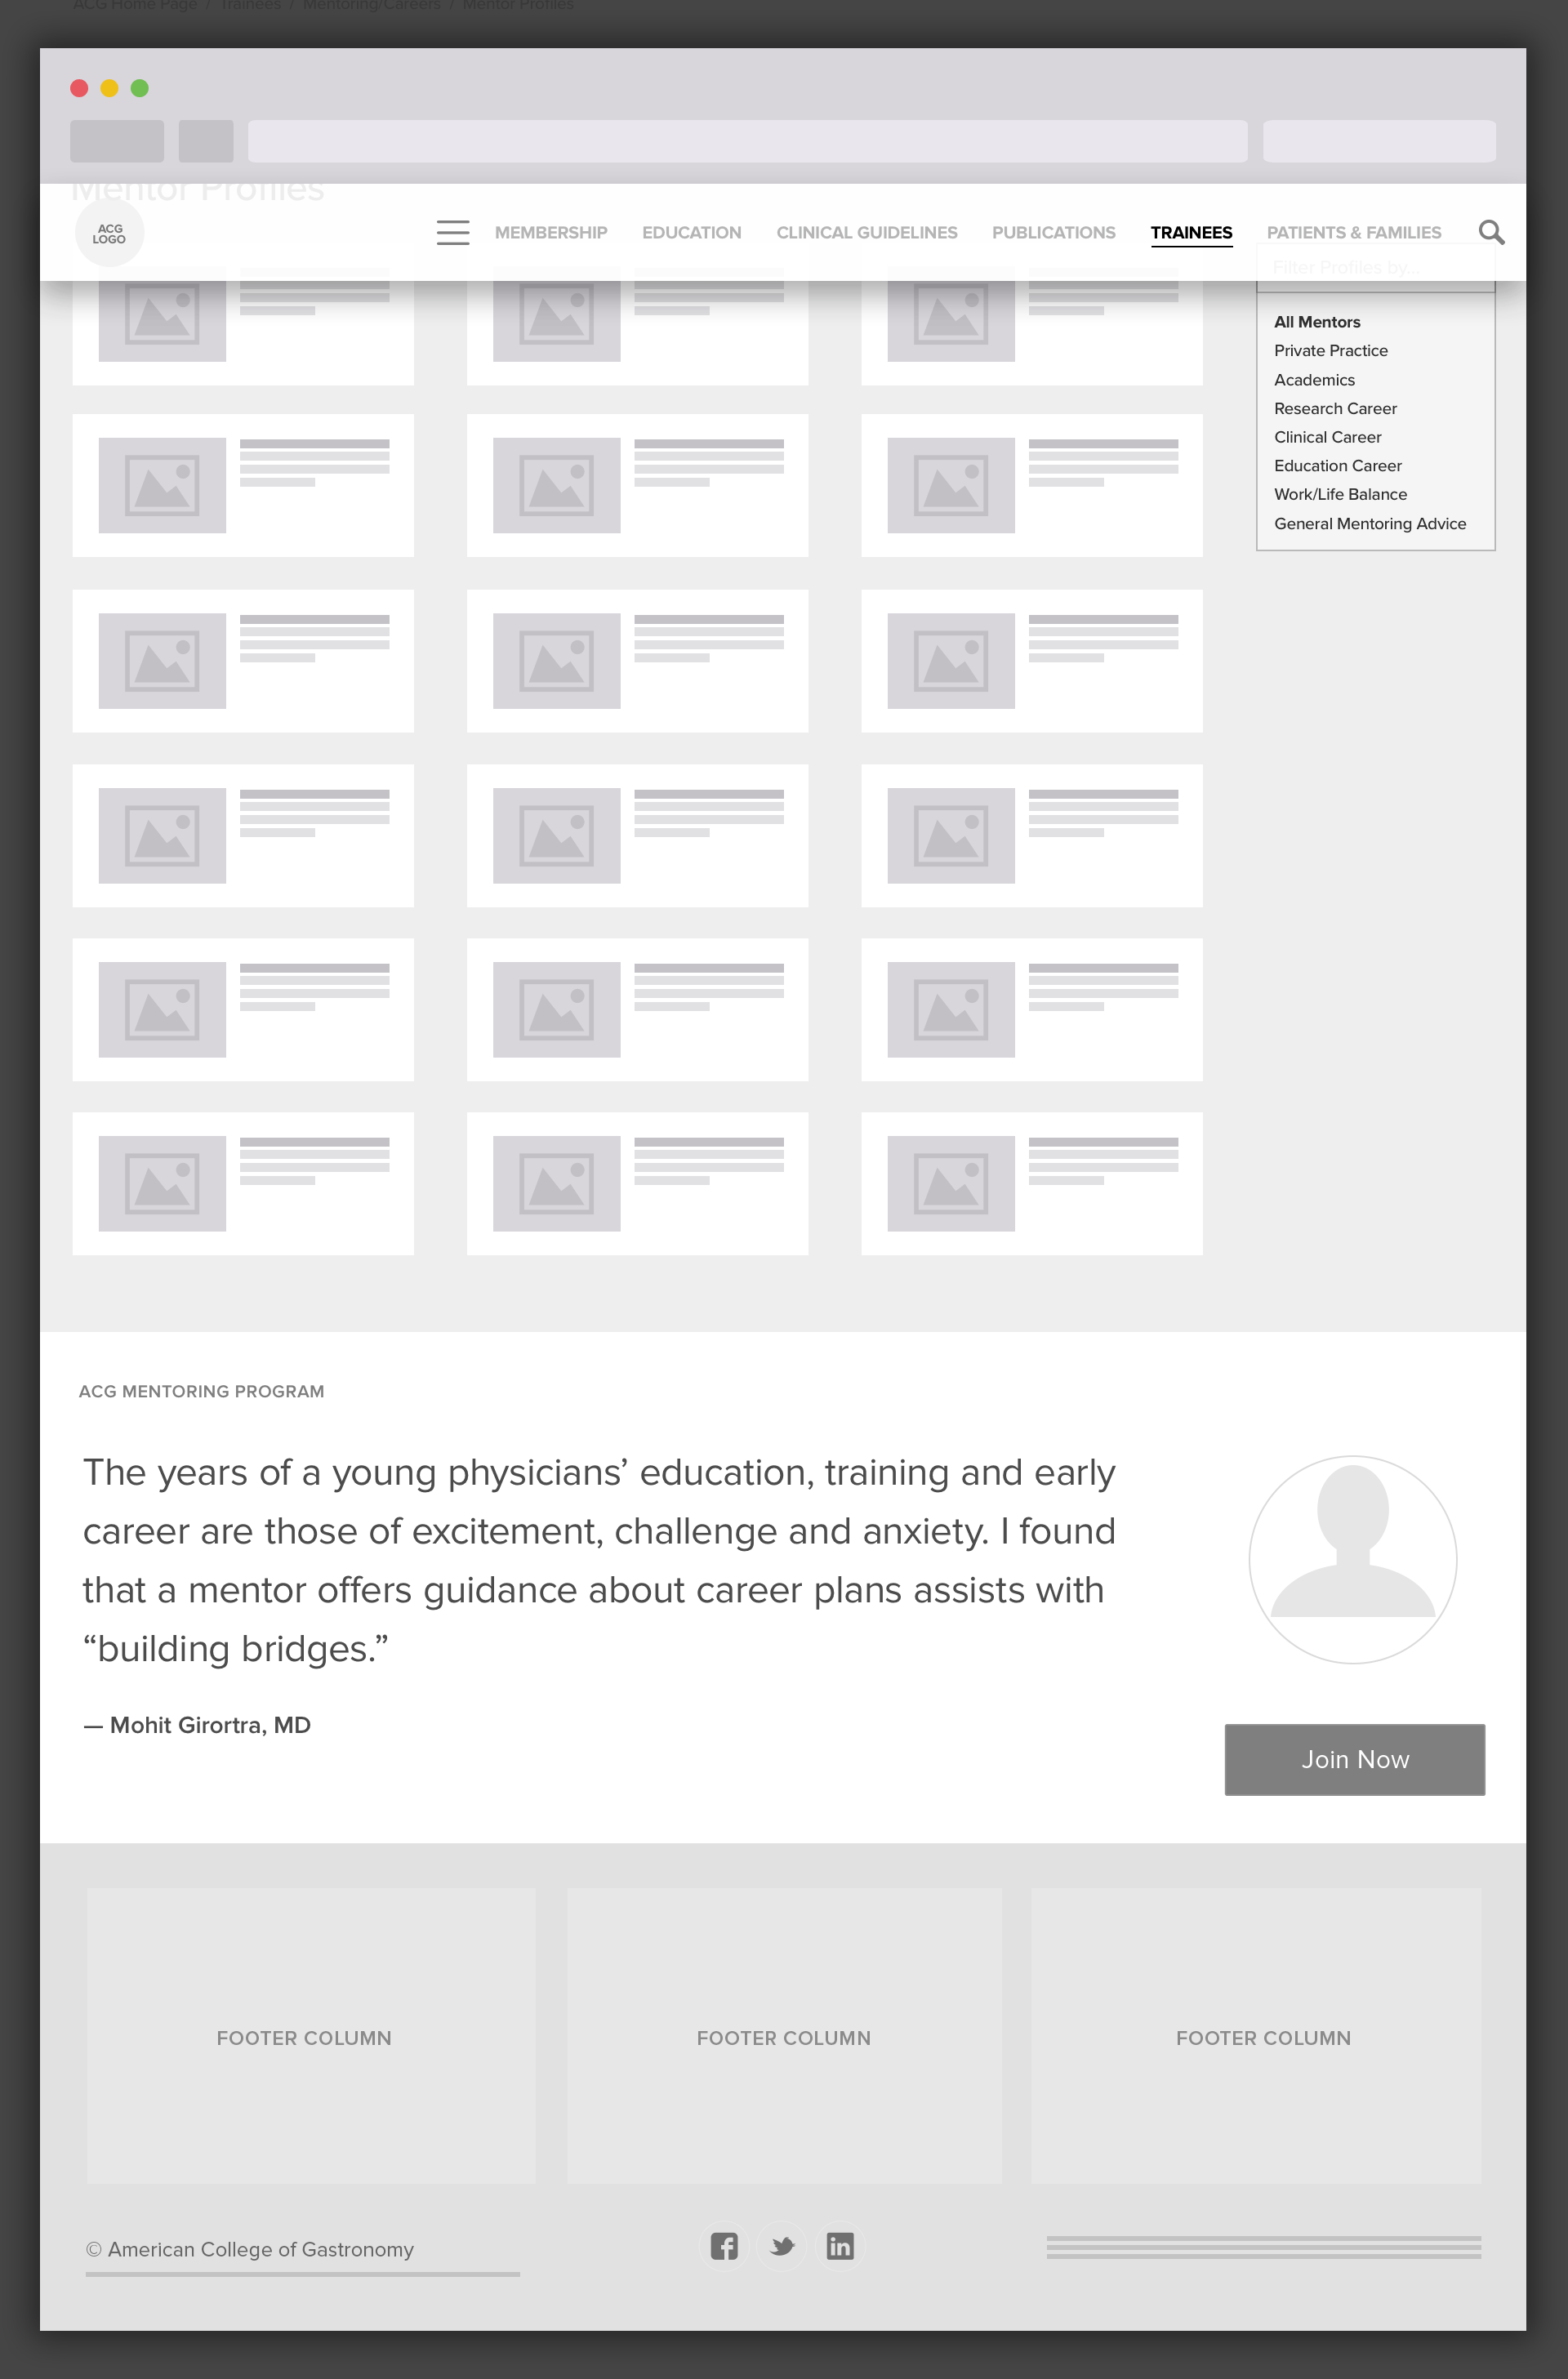 ACG Home Page / Trainees / Mentoring/Careers / Mentor Profiles
Mentor Profiles
ACG
LOGO
MEMBERSHIP EDUCATION CLINICAL GUIDELINES PUBLICATIONS TRAINEES PATIENTS & FAMILIES
Filter Profiles by...
All Mentors
Private Practice
Academics
Research Career
Clinical Career
Education Career
Work/Life Balance
General Mentoring Advice
ACG MENTORING PROGRAM
The years of a young physicians’ education, training and early
career are those of excitement, challenge and anxiety. I found
that a mentor offers guidance about career plans assists with
“building bridges.”
— Mohit Girortra, MD
Join Now
FOOTER COLUMN FOOTER COLUMN FOOTER COLUMN
© American College of Gastronomy